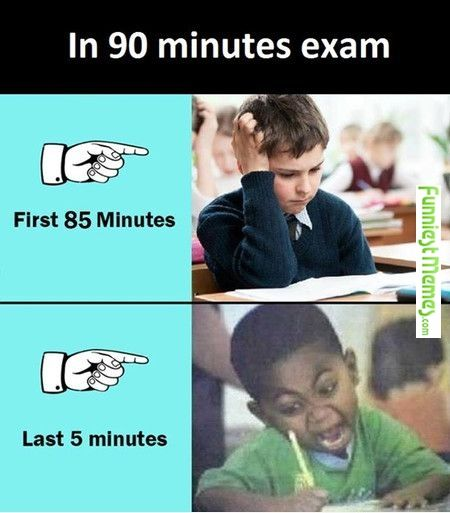 In 90 minutes exam
First 85 Minutes
FunniestMemes.com
Last 5 minutes